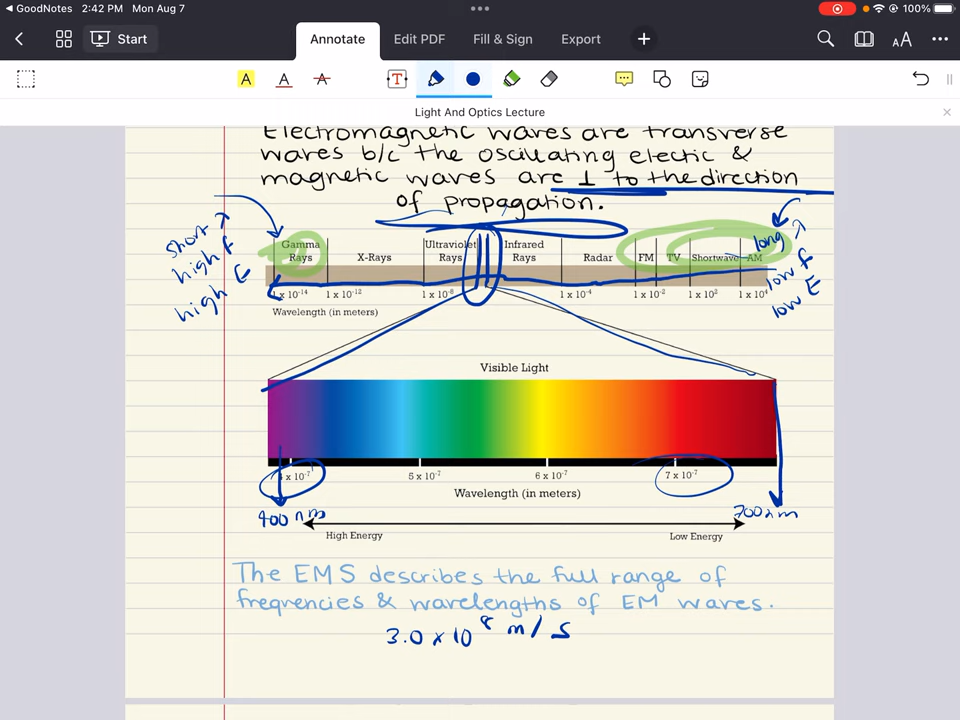 GoodNotes 2:42 PM Mon Aug 7 100%
Start Annotate Edit PDF Fill & Sign Export
Light And Optics Lecture
Electromagnetic waves are transverse
waves b/c the oscillating electic &
magnetic waves are ⊥ to the direction
of propagation.
short λ
high f
high E
long λ
low f
low E
Gamma Rays X-Rays Ultraviolet Rays Infrared Rays Radar FM TV Shortwave AM
1 x 10⁻¹⁴ 1 x 10⁻¹² 1 x 10⁻⁸ 1 x 10⁻⁴ 1 x 10⁻² 1 x 10² 1 x 10⁴
Wavelength (in meters)
Visible Light
4 x 10⁻⁷ 5 x 10⁻⁷ 6 x 10⁻⁷ 7 x 10⁻⁷
Wavelength (in meters)
400 nm 700nm
High Energy Low Energy
The EMS describes the full range of
frequencies & wavelengths of EM waves.
3.0 x 10⁸ m/s